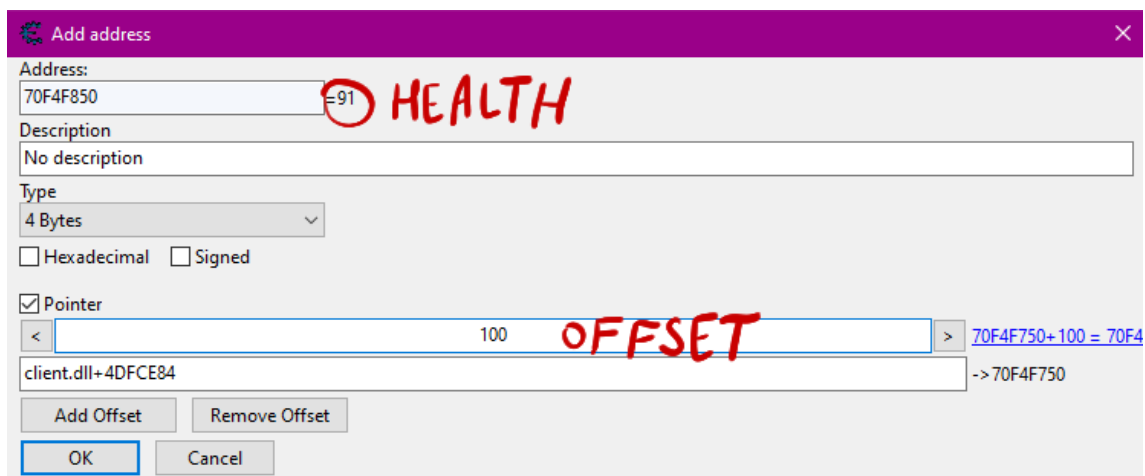 Add address
Address:
70F4F850 =91 HEALTH
Description
No description
Type
4 Bytes
Hexadecimal Signed
Pointer
< 100 OFFSET > 70F4F750+100 = 70F4
client.dll+4DFCE84 ->70F4F750
Add Offset Remove Offset
OK Cancel